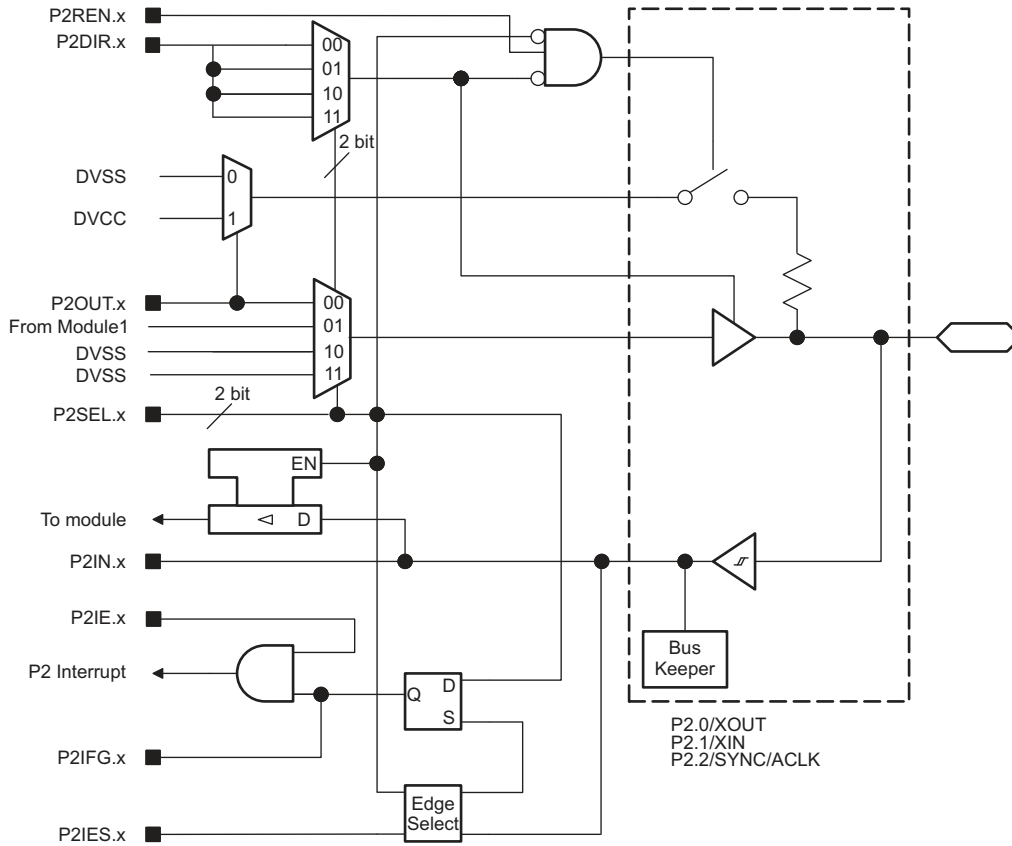 P2REN.x
P2DIR.x
00
01
10
11
2 bit
DVSS
0
DVCC
1
P2OUT.x
00
From Module1
01
DVSS
10
DVSS
11
2 bit
P2SEL.x
EN
To module
D
P2IN.x
P2IE.x
Bus
Keeper
P2 Interrupt
Q
D
S
P2.0/XOUT
P2.1/XIN
P2.2/SYNC/ACLK
P2IFG.x
Edge
Select
P2IES.x